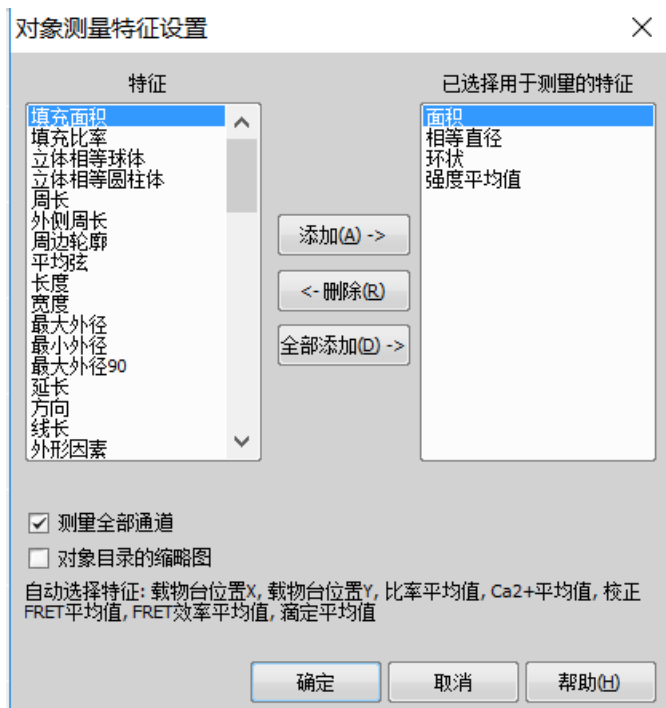 对象测量特征设置
特征
填充面积
填充比率
立体相等球体
立体相等圆柱体
周长
外侧周长
周边轮廓
平均弦
长度
宽度
最大外径
最小外径
最大外径90
延长
方向
线长
外形因素
添加(A) ->
<- 删除(R)
全部添加(D) ->
已选择用于测量的特征
面积
相等直径
环状
强度平均值
测量全部通道
对象目录的缩略图
自动选择特征: 载物台位置X, 载物台位置Y, 比率平均值, Ca2+平均值, 校正
FRET平均值, FRET效率平均值, 滴定平均值
确定
取消
帮助(H)